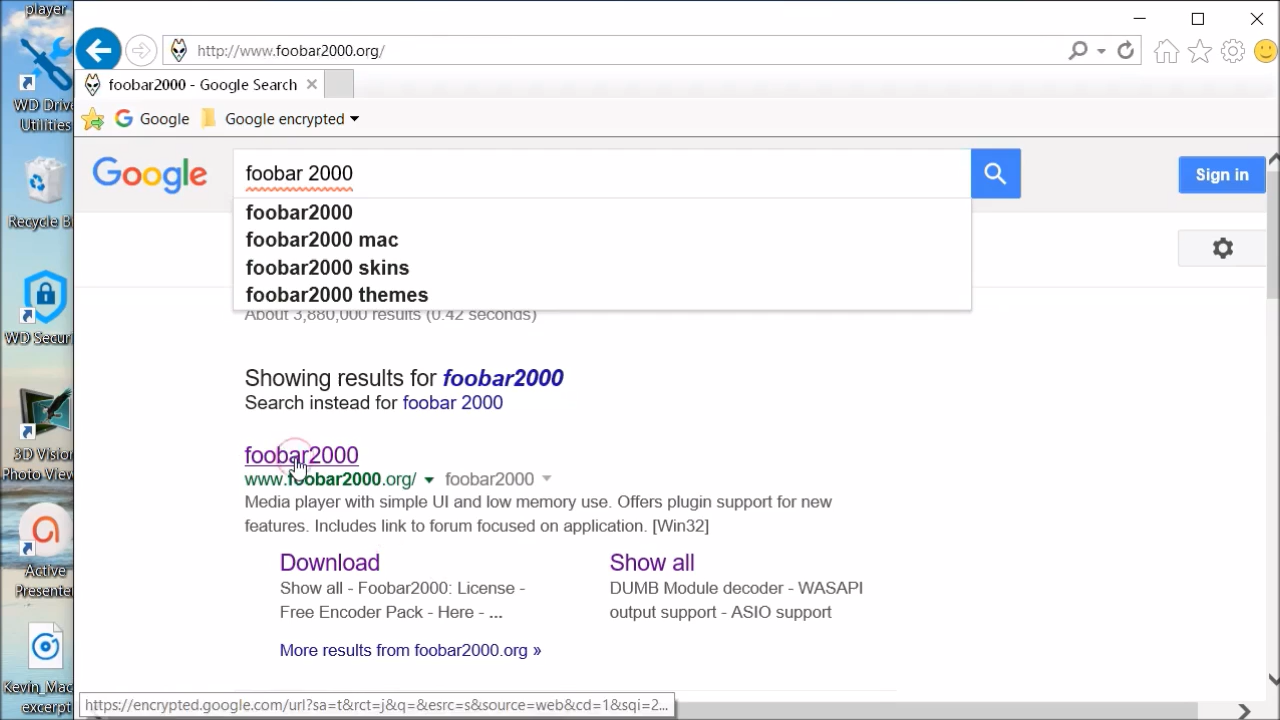 player
WD Drive
Utilities
Recycle Bi
WD Secur
3D Vision
Photo View
Active
Presente
Kevin_Mac
excerpt
http://www.foobar2000.org/
foobar2000 - Google Search
Google
Google encrypted
Google
foobar 2000
Sign in
foobar2000
foobar2000 mac
foobar2000 skins
foobar2000 themes
About 3,880,000 results (0.42 seconds)
Showing results for foobar2000
Search instead for foobar 2000
foobar2000
www.foobar2000.org/ foobar2000
Media player with simple UI and low memory use. Offers plugin support for new
features. Includes link to forum focused on application. [Win32]
Download
Show all - Foobar2000: License -
Free Encoder Pack - Here - ...
Show all
DUMB Module decoder - WASAPI
output support - ASIO support
More results from foobar2000.org »
https://encrypted.google.com/url?sa=t&rct=j&q=&esrc=s&source=web&cd=1&sqi=2...